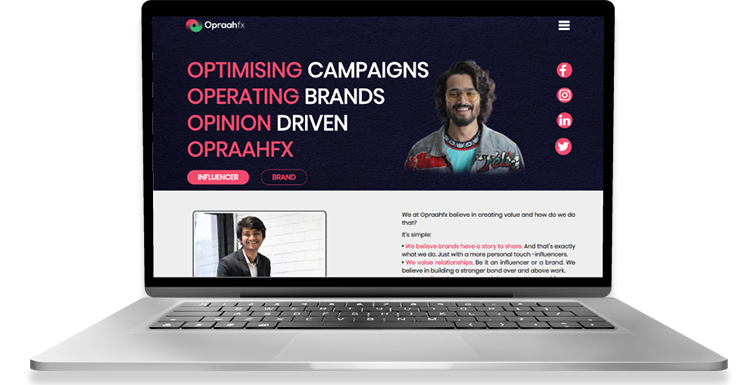 Opraahfx
OPTIMISING CAMPAIGNS
OPERATING BRANDS
OPINION DRIVEN
OPRAAHFX
INFLUENCER
BRAND
We at Opraahfx believe in creating value and how do we do
that?
It's simple:
• We believe brands have a story to share. And that's exactly
what we do. Just with a more personal touch -influencers.
• We value relationships. Be it an influencer or a brand. We
believe in building a stronger bond over and above work.